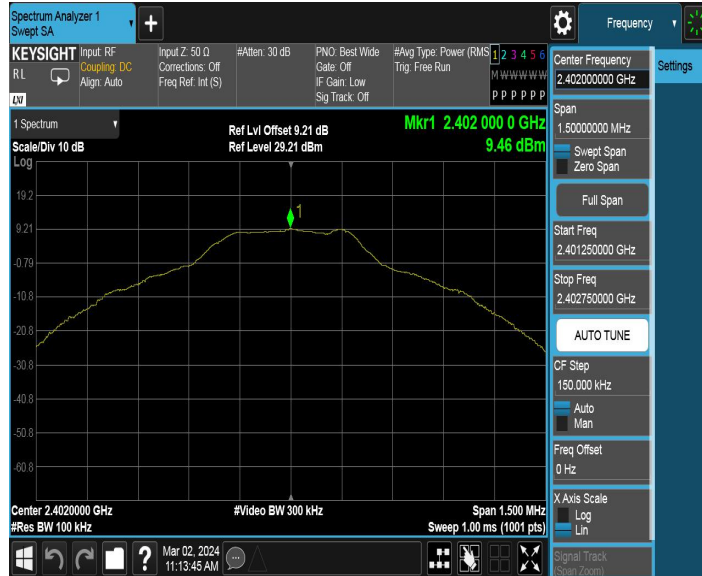 Spectrum Analyzer 1
Swept SA
Frequency
KEYSIGHT
R L
LXI
Input: RF
Coupling: DC
Align: Auto
Input Z: 50 Ω
Corrections: Off
Freq Ref: Int (S)
#Atten: 30 dB
PNO: Best Wide
Gate: Off
IF Gain: Low
Sig Track: Off
#Avg Type: Power (RMS
Trig: Free Run
1 2 3 4 5 6
M W W W W W
P P P P P P
1 Spectrum
Scale/Div 10 dB
Ref Lvl Offset 9.21 dB
Ref Level 29.21 dBm
Mkr1 2.402 000 0 GHz
9.46 dBm
Log
19.2
9.21
-0.79
-10.8
-20.8
-30.8
-40.8
-50.8
-60.8
1
Center 2.4020000 GHz
#Video BW 300 kHz
Span 1.500 MHz
#Res BW 100 kHz
Sweep 1.00 ms (1001 pts)
?
Mar 02, 2024
11:13:45 AM
Center Frequency
2.402000000 GHz
Settings
Span
1.50000000 MHz
Swept Span
Zero Span
Full Span
Start Freq
2.401250000 GHz
Stop Freq
2.402750000 GHz
AUTO TUNE
CF Step
150.000 kHz
Auto
Man
Freq Offset
0 Hz
X Axis Scale
Log
Lin
Signal Track
(Span Zoom)